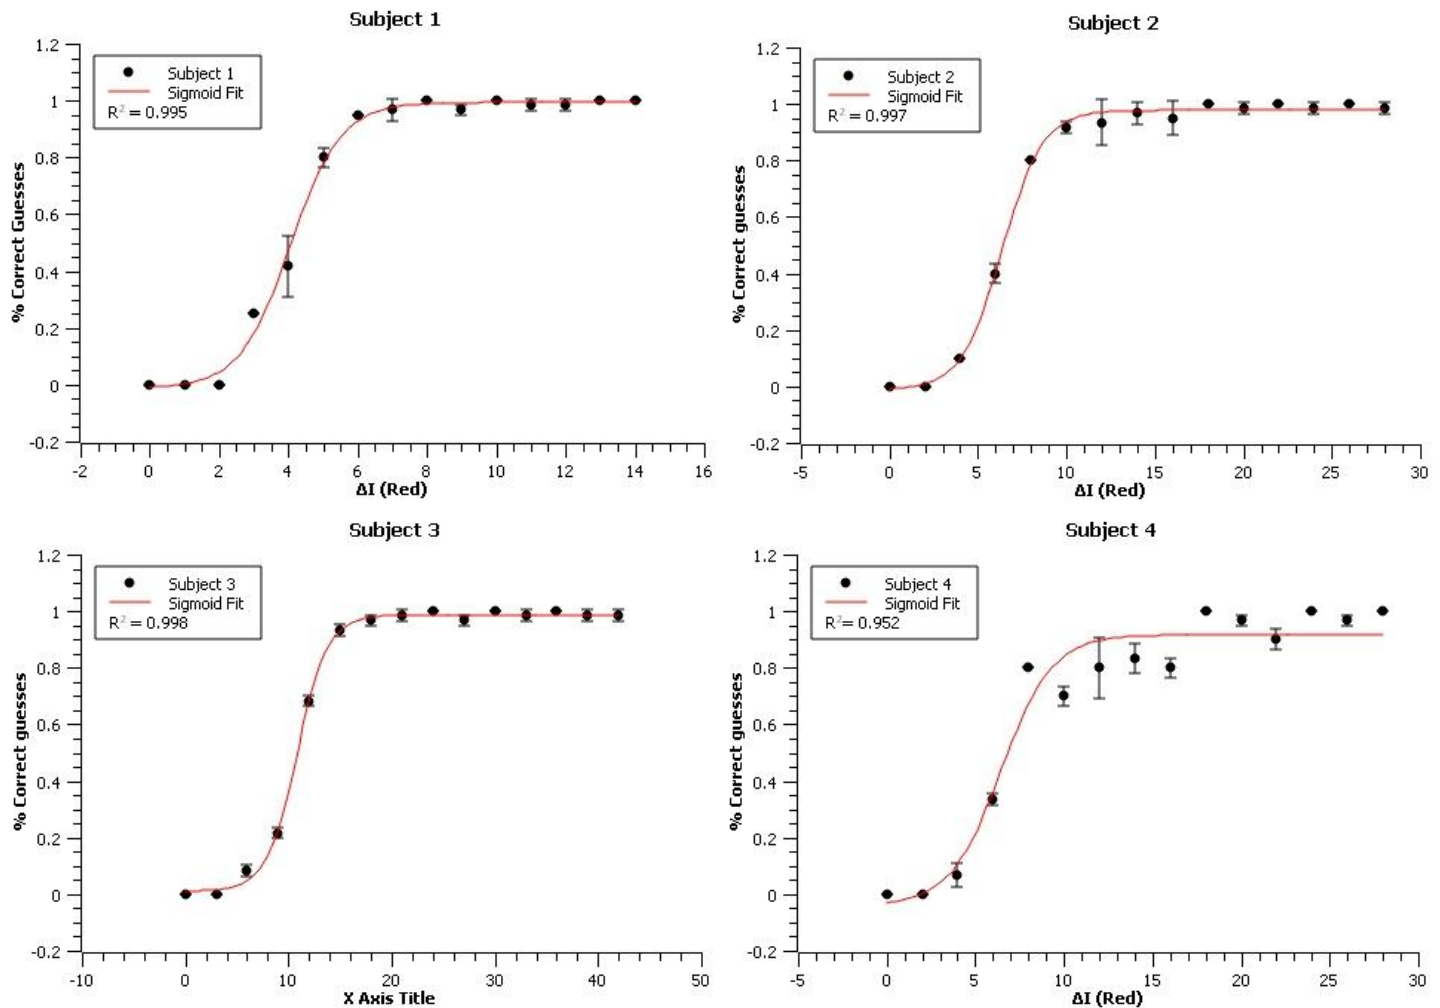 Subject 1
1.2
1
0.8
0.6
0.4
0.2
0
-0.2
% Correct Guesses
Subject 1
Sigmoid Fit
R² = 0.995
-2 0 2 4 6 8 10 12 14 16
ΔI (Red)
Subject 2
1.2
1
0.8
0.6
0.4
0.2
0
-0.2
% Correct guesses
Subject 2
Sigmoid Fit
R² = 0.997
-5 0 5 10 15 20 25 30
ΔI (Red)
Subject 3
1.2
1
0.8
0.6
0.4
0.2
0
-0.2
% Correct guesses
Subject 3
Sigmoid Fit
R² = 0.998
-10 0 10 20 30 40 50
X Axis Title
Subject 4
1.2
1
0.8
0.6
0.4
0.2
0
-0.2
% Correct guesses
Subject 4
Sigmoid Fit
R² = 0.952
-5 0 5 10 15 20 25 30
ΔI (Red)